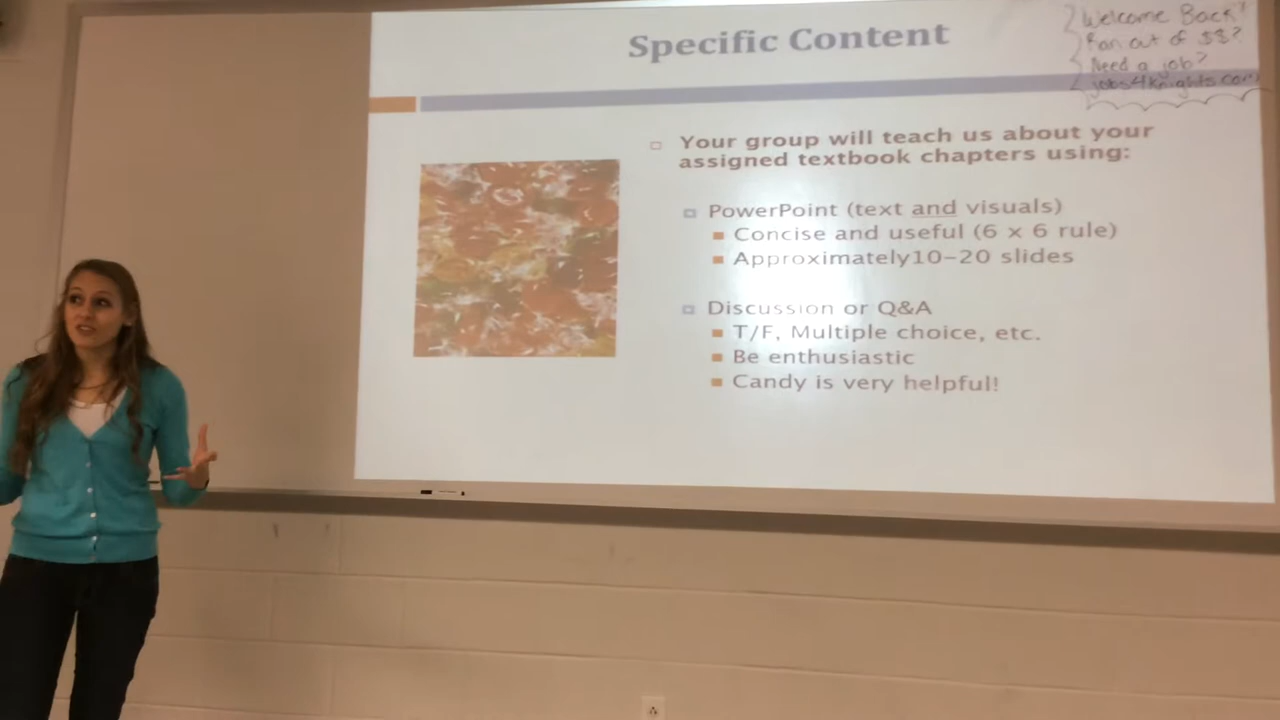 Specific Content
Welcome Back!
Ran out of $$?
Need a job?
jobs4knights.com
Your group will teach us about your
assigned textbook chapters using:
PowerPoint (text and visuals)
Concise and useful (6 x 6 rule)
Approximately10-20 slides
Discussion or Q&A
T/F, Multiple choice, etc.
Be enthusiastic
Candy is very helpful!